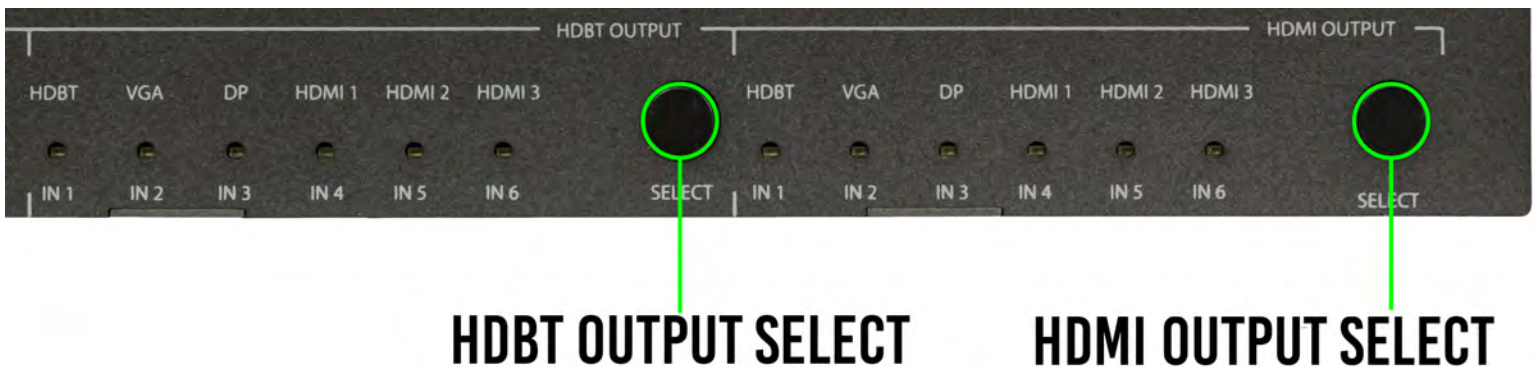 HDBT OUTPUT HDMI OUTPUT
HDBT VGA DP HDMI 1 HDMI 2 HDMI 3 HDBT VGA DP HDMI 1 HDMI 2 HDMI 3
IN 1 IN 2 IN 3 IN 4 IN 5 IN 6 SELECT IN 1 IN 2 IN 3 IN 4 IN 5 IN 6 SELECT
HDBT OUTPUT SELECT HDMI OUTPUT SELECT